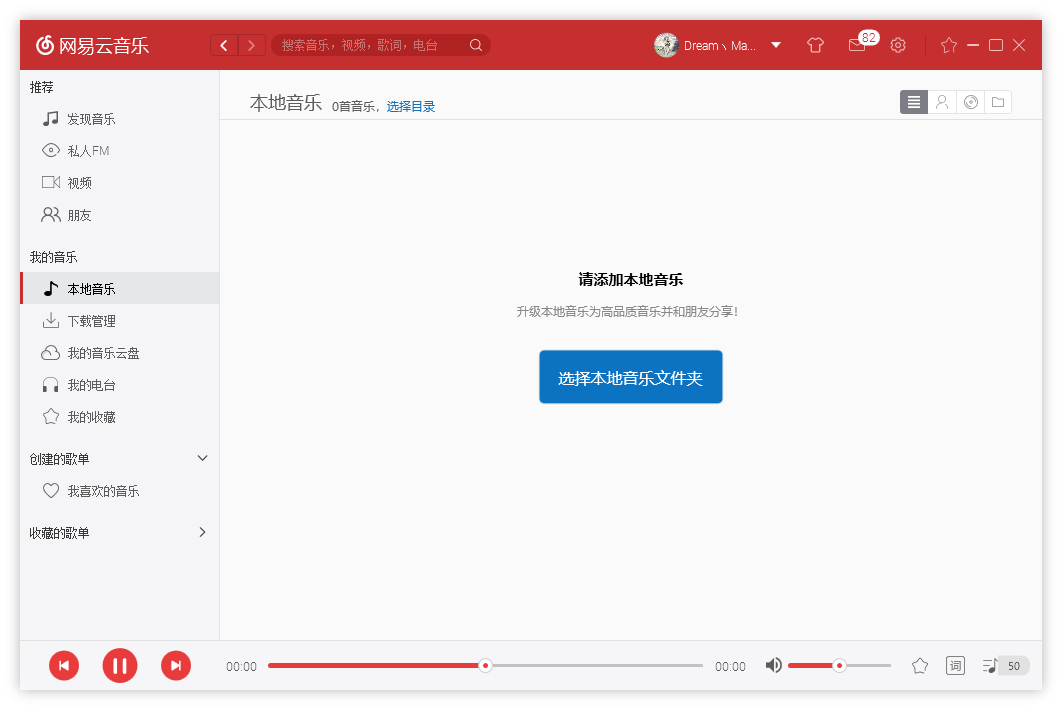 网易云音乐
搜索音乐，视频，歌词，电台
Dream丶Ma...
82
推荐
发现音乐
私人FM
视频
朋友
我的音乐
本地音乐
下载管理
我的音乐云盘
我的电台
我的收藏
创建的歌单
我喜欢的音乐
收藏的歌单
本地音乐 0首音乐，选择目录
请添加本地音乐
升级本地音乐为高品质音乐并和朋友分享！
选择本地音乐文件夹
00:00
00:00
词
50